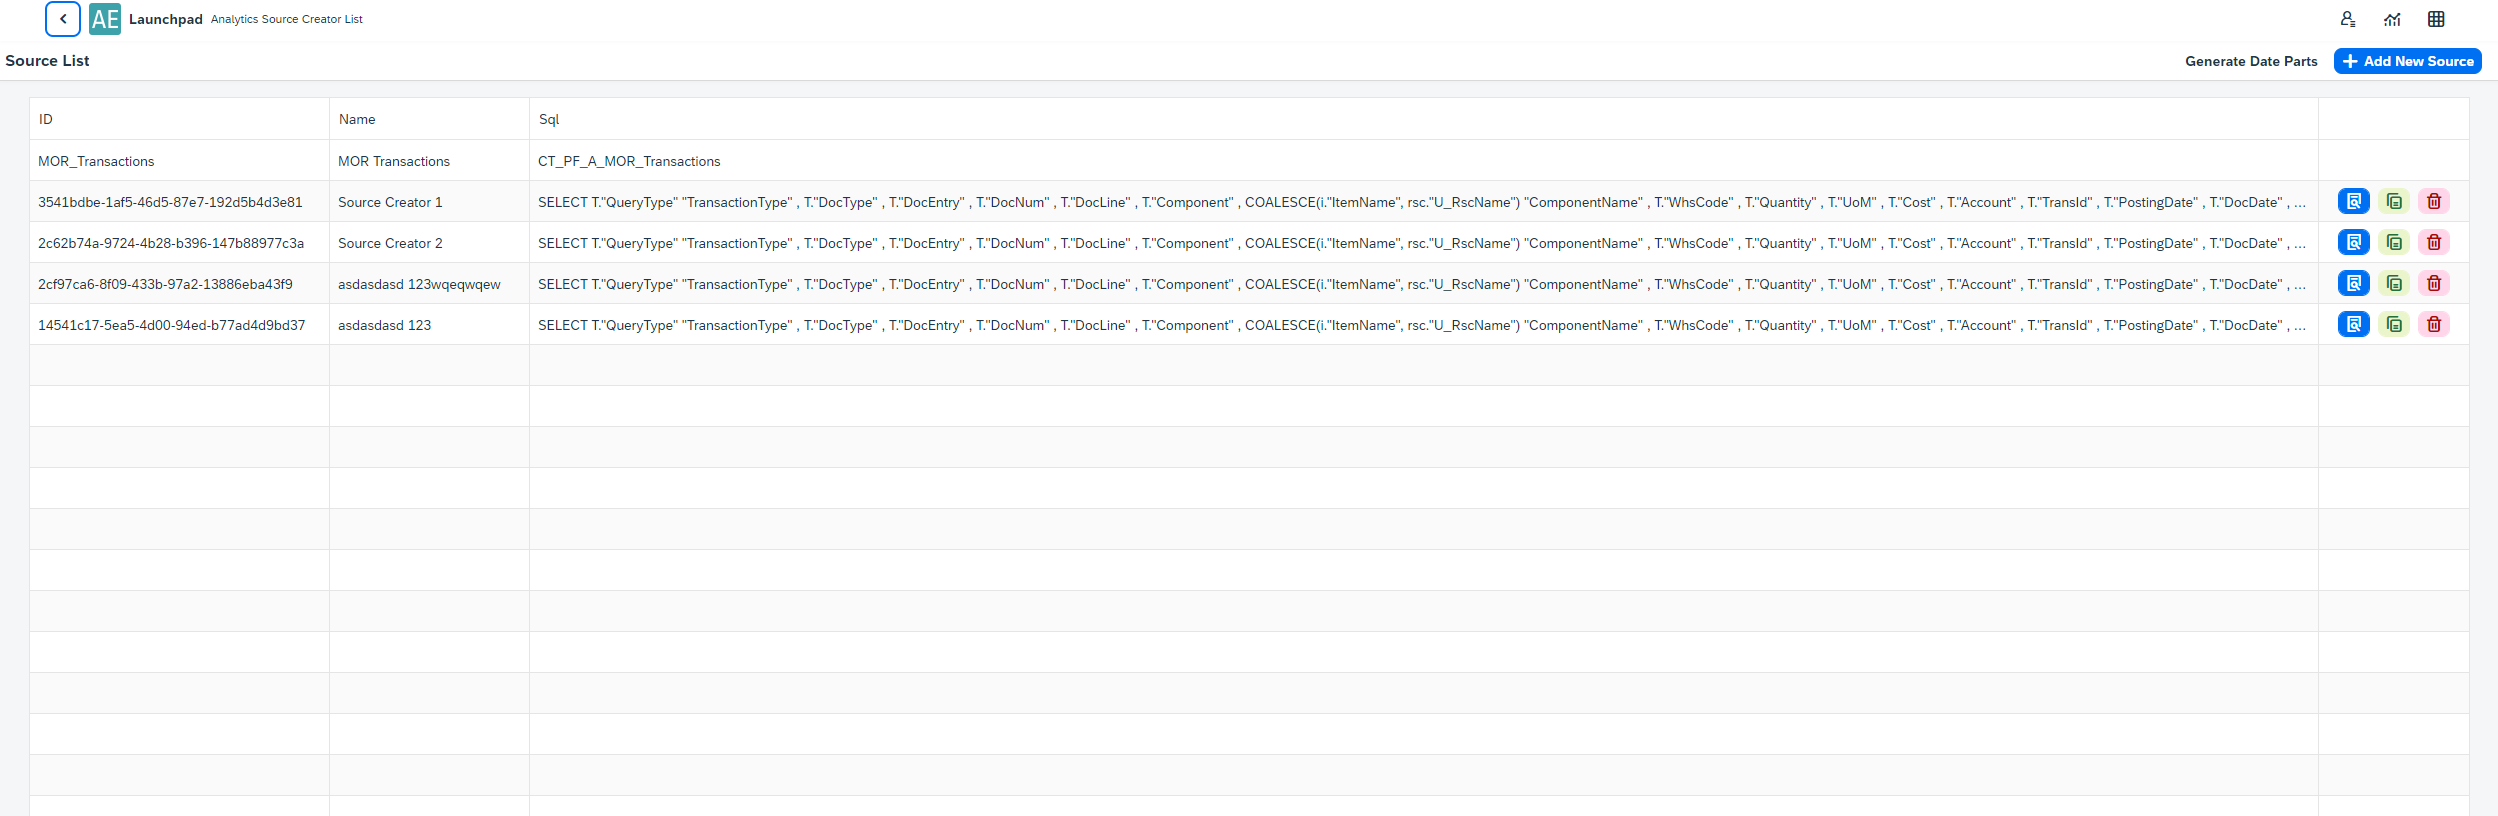 AE Launchpad Analytics Source Creator List
Source List Generate Date Parts Add New Source
ID Name Sql
MOR_Transactions MOR Transactions CT_PF_A_MOR_Transactions
3541bdbe-1af5-46d5-87e7-192d5b4d3e81 Source Creator 1 SELECT T."QueryType" "TransactionType" , T."DocType" , T."DocEntry" , T."DocNum" , T."DocLine" , T."Component" , COALESCE(i."ItemName", rsc."U_RscName") "ComponentName" , T."WhsCode" , T."Quantity" , T."UoM" , T."Cost" , T."Account" , T."TransId" , T."PostingDate" , T."DocDate" , ...
2c62b74a-9724-4b28-b396-147b88977c3a Source Creator 2 SELECT T."QueryType" "TransactionType" , T."DocType" , T."DocEntry" , T."DocNum" , T."DocLine" , T."Component" , COALESCE(i."ItemName", rsc."U_RscName") "ComponentName" , T."WhsCode" , T."Quantity" , T."UoM" , T."Cost" , T."Account" , T."TransId" , T."PostingDate" , T."DocDate" , ...
2cf97ca6-8f09-433b-97a2-13886eba43f9 asdasdasd 123wqeqwqew SELECT T."QueryType" "TransactionType" , T."DocType" , T."DocEntry" , T."DocNum" , T."DocLine" , T."Component" , COALESCE(i."ItemName", rsc."U_RscName") "ComponentName" , T."WhsCode" , T."Quantity" , T."UoM" , T."Cost" , T."Account" , T."TransId" , T."PostingDate" , T."DocDate" , ...
14541c17-5ea5-4d00-94ed-b77ad4d9bd37 asdasdasd 123 SELECT T."QueryType" "TransactionType" , T."DocType" , T."DocEntry" , T."DocNum" , T."DocLine" , T."Component" , COALESCE(i."ItemName", rsc."U_RscName") "ComponentName" , T."WhsCode" , T."Quantity" , T."UoM" , T."Cost" , T."Account" , T."TransId" , T."PostingDate" , T."DocDate" , ...